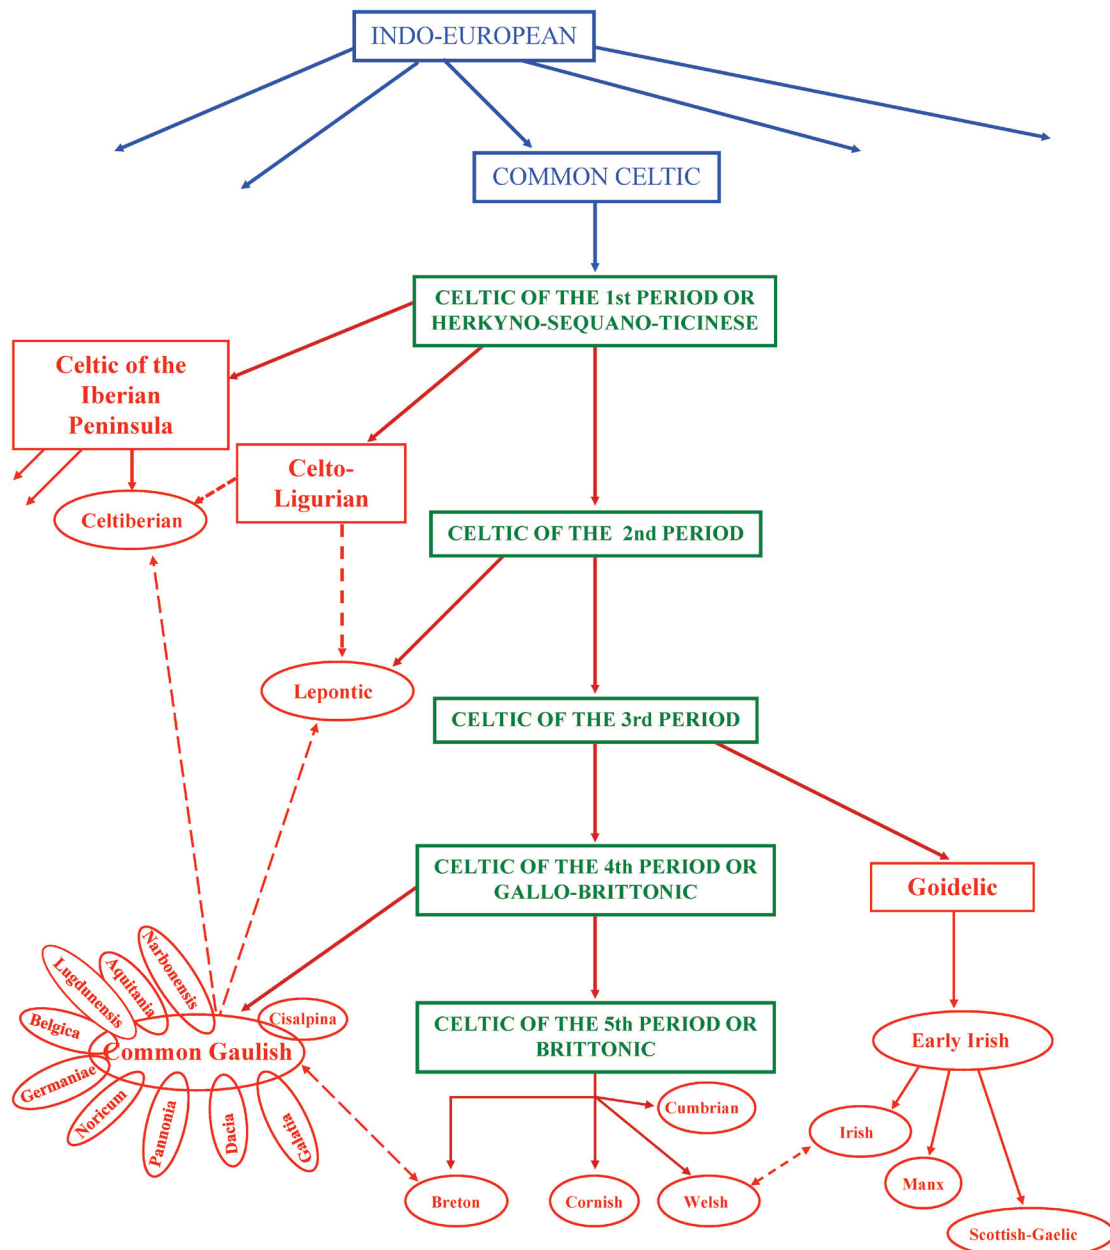 INDO-EUROPEAN
COMMON CELTIC
CELTIC OF THE 1st PERIOD OR
HERKYNO-SEQUANO-TICINESE
Celtic of the
Iberian
Peninsula
Celto-
Ligurian
Celtiberian
CELTIC OF THE 2nd PERIOD
Lepontic
CELTIC OF THE 3rd PERIOD
CELTIC OF THE 4th PERIOD OR
GALLO-BRITTONIC
Goidelic
Narbonensis
Aquitania
Lugdunensis
Belgica
Cisalpina
Common Gaulish
Germaniae
Noricum
Pannonia
Dacia
Galatia
CELTIC OF THE 5th PERIOD OR
BRITTONIC
Early Irish
Cumbrian
Irish
Breton
Cornish
Welsh
Manx
Scottish-Gaelic